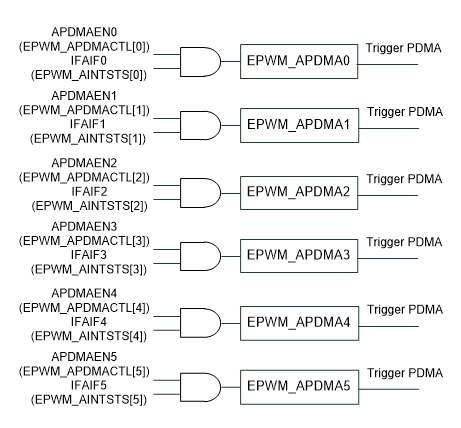 APDMAEN0
(EPWM_APDMACTL[0])
IFAIF0
(EPWM_AINTSTS[0])
EPWM_APDMA0
Trigger PDMA
APDMAEN1
(EPWM_APDMACTL[1])
IFAIF1
(EPWM_AINTSTS[1])
EPWM_APDMA1
Trigger PDMA
APDMAEN2
(EPWM_APDMACTL[2])
IFAIF2
(EPWM_AINTSTS[2])
EPWM_APDMA2
Trigger PDMA
APDMAEN3
(EPWM_APDMACTL[3])
IFAIF3
(EPWM_AINTSTS[3])
EPWM_APDMA3
Trigger PDMA
APDMAEN4
(EPWM_APDMACTL[4])
IFAIF4
(EPWM_AINTSTS[4])
EPWM_APDMA4
Trigger PDMA
APDMAEN5
(EPWM_APDMACTL[5])
IFAIF5
(EPWM_AINTSTS[5])
EPWM_APDMA5
Trigger PDMA